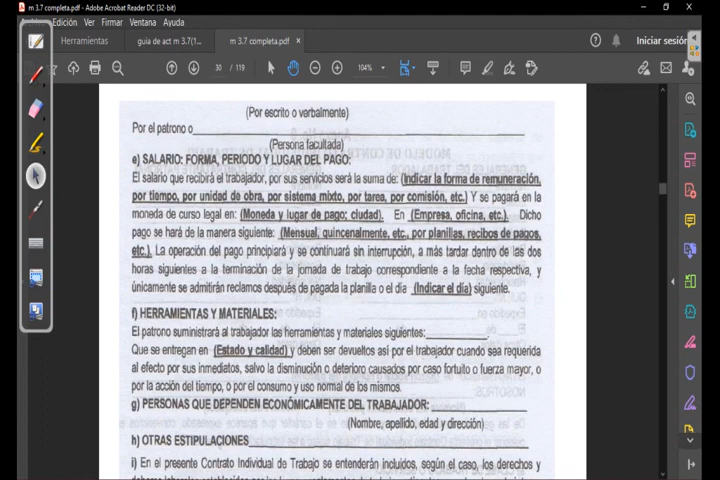 m 3.7 completa.pdf - Adobe Acrobat Reader DC (32-bit)
Edición Ver Firmar Ventana Ayuda
Herramientas guia de act m 3.7(1... m 3.7 completa.pdf × Iniciar sesión
30 / 119 104%
(Por escrito o verbalmente)
Por el patrono o
(Persona facultada)
e) SALARIO: FORMA, PERIODO Y LUGAR DEL PAGO:
El salario que recibirá el trabajador, por sus servicios será la suma de: (Indicar la forma de remuneración,
por tiempo, por unidad de obra, por sistema mixto, por tarea, por comisión, etc.) Y se pagará en la
moneda de curso legal en: (Moneda y lugar de pago; ciudad). En (Empresa, oficina, etc.). Dicho
pago se hará de la manera siguiente: (Mensual, quincenalmente, etc., por planillas, recibos de pagos,
etc.). La operación del pago principiará y se continuará sin interrupción, a más tardar dentro de las dos
horas siguientes a la terminación de la jornada de trabajo correspondiente a la fecha respectiva, y
únicamente se admitirán reclamos después de pagada la planilla o el día (Indicar el día) siguiente.
f) HERRAMIENTAS Y MATERIALES:
El patrono suministrará al trabajador las herramientas y materiales siguientes:
Que se entregan en (Estado y calidad) y deben ser devueltos así por el trabajador cuando sea requerida
al efecto por sus inmediatos, salvo la disminución o deterioro causados por caso fortuito o fuerza mayor, o
por la acción del tiempo, o por el consumo y uso normal de los mismos.
g) PERSONAS QUE DEPENDEN ECONÓMICAMENTE DEL TRABAJADOR:
(Nombre, apellido, edad y dirección)
h) OTRAS ESTIPULACIONES
i) En el presente Contrato Individual de Trabajo se entenderán incluidos, según el caso, los derechos y